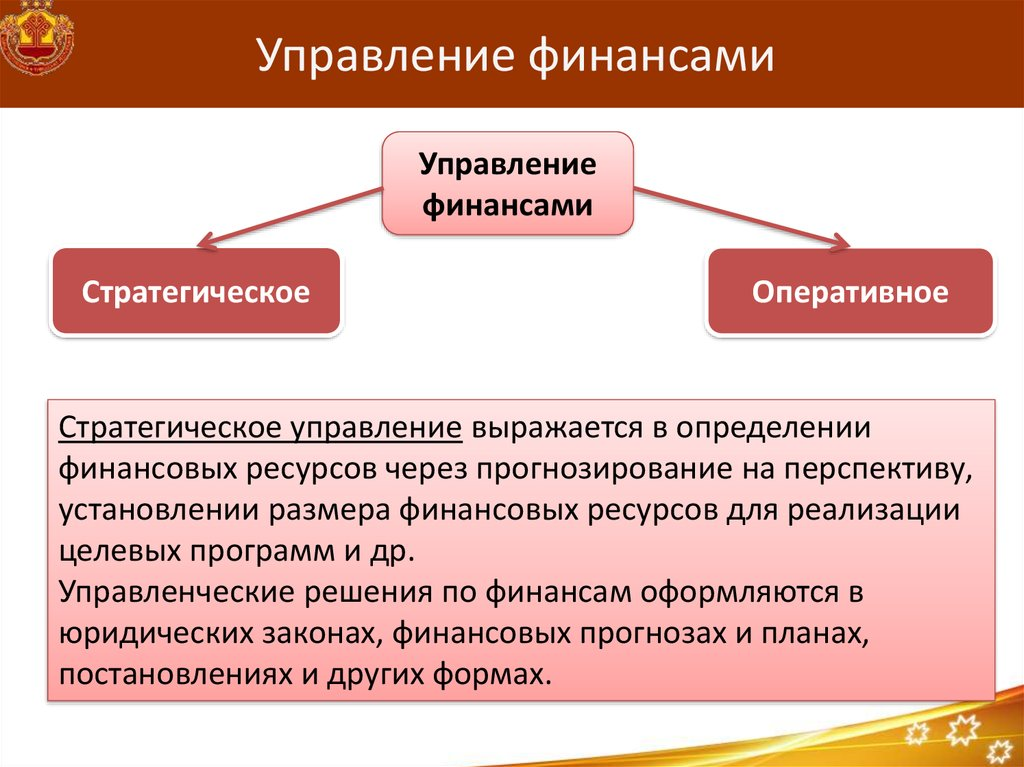 Управление финансами
Управление
финансами
Стратегическое
Оперативное
Стратегическое управление выражается в определении
финансовых ресурсов через прогнозирование на перспективу,
установлении размера финансовых ресурсов для реализации
целевых программ и др.
Управленческие решения по финансам оформляются в
юридических законах, финансовых прогнозах и планах,
постановлениях и других формах.